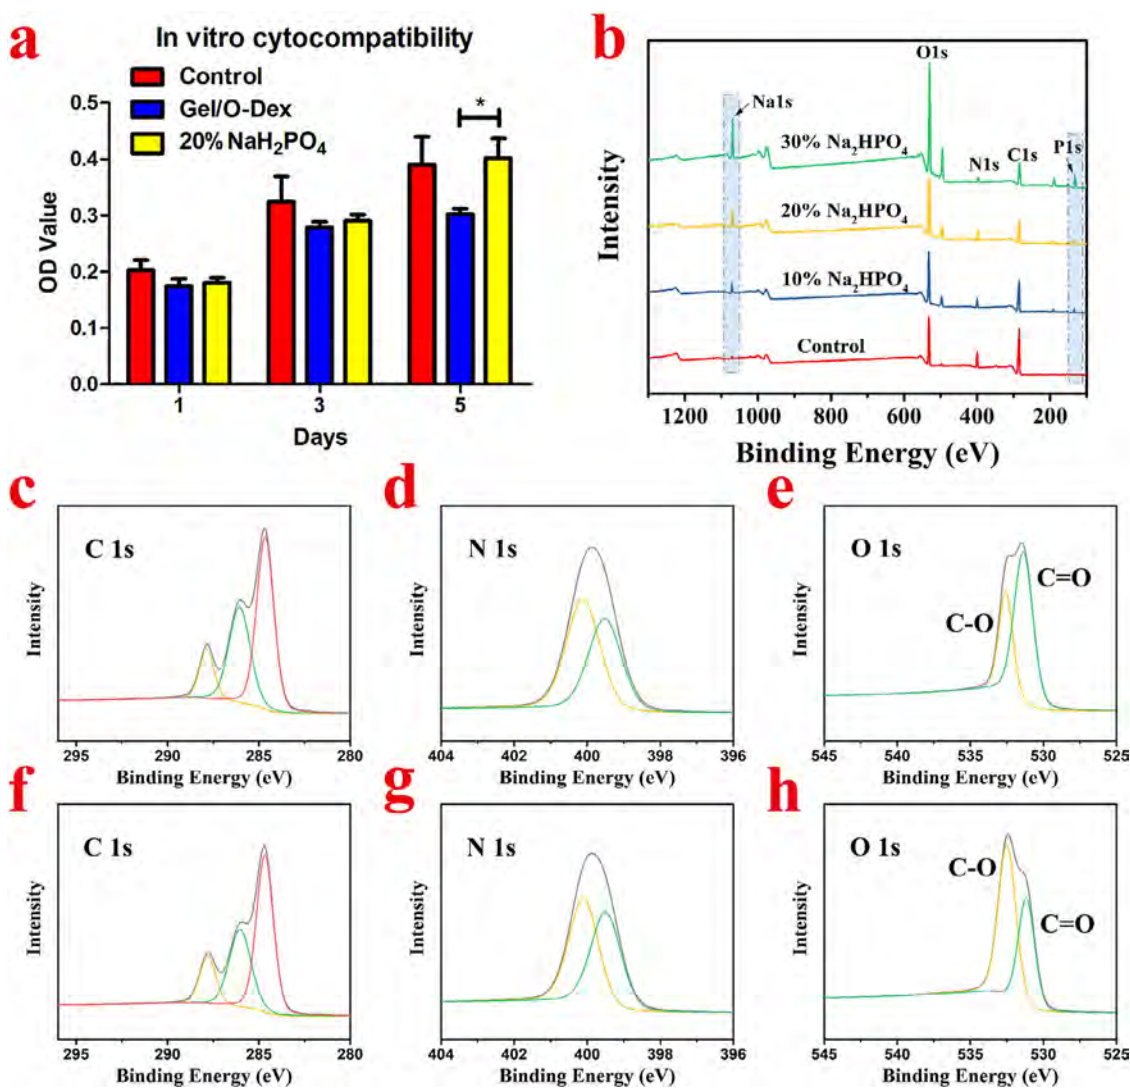 a
In vitro cytocompatibility
Control
Gel/O-Dex
20% NaH₂PO₄
*
0.5
0.4
0.3
0.2
0.1
0.0
OD Value
1 3 5
Days
b
O1s
Na1s
30% Na₂HPO₄
N1s
C1s
P1s
20% Na₂HPO₄
10% Na₂HPO₄
Control
Intensity
1200 1000 800 600 400 200
Binding Energy (eV)
c
C 1s
Intensity
295 290 285 280
Binding Energy (eV)
d
N 1s
Intensity
404 402 400 398 396
Binding Energy (eV)
e
O 1s
C=O
C-O
Intensity
545 540 535 530 525
Binding Energy (eV)
f
C 1s
Intensity
295 290 285 280
Binding Energy (eV)
g
N 1s
Intensity
404 402 400 398 396
Binding Energy (eV)
h
O 1s
C-O
C=O
Intensity
545 540 535 530 525
Binding Energy (eV)